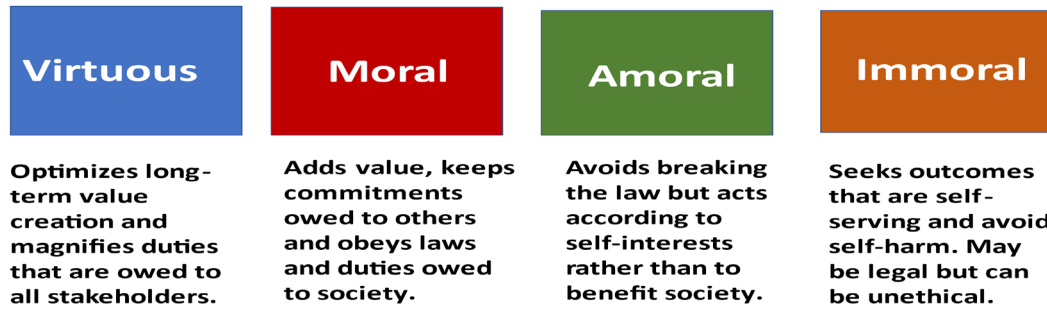 Virtuous
Optimizes long-
term value
creation and
magnifies duties
that are owed to
all stakeholders.
Moral
Adds value, keeps
commitments
owed to others
and obeys laws
and duties owed
to society.
Amoral
Avoids breaking
the law but acts
according to
self-interests
rather than to
benefit society.
Immoral
Seeks outcomes
that are self-
serving and avoid
self-harm. May
be legal but can
be unethical.